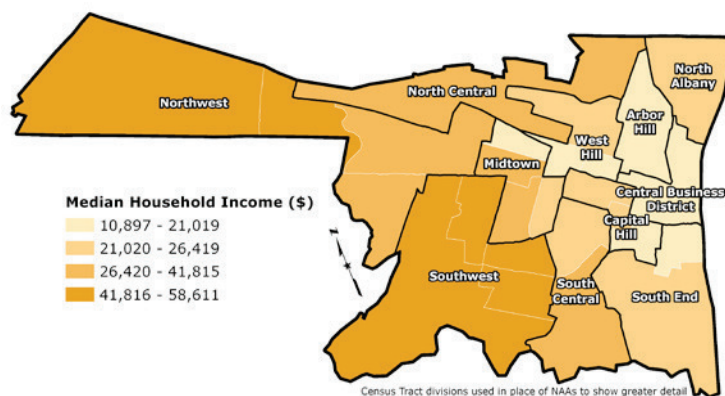 North
Albany
Northwest
North Central
Arbor
Hill
West
Hill
Midtown
Central Business
District
Capital
Hill
Southwest
South
Central
South End
Median Household Income ($)
10,897 - 21,019
21,020 - 26,419
26,420 - 41,815
41,816 - 58,611
Census Tract divisions used in place of NAAs to show greater detail